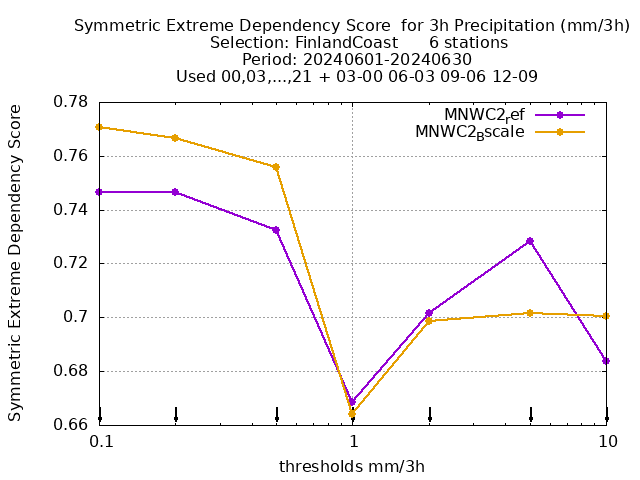 Symmetric Extreme Dependency Score  for 3h Precipitation (mm/3h)
Selection: FinlandCoast      6 stations
Period: 20240601-20240630
Used 00,03,...,21 + 03-00 06-03 09-06 12-09
MNWC2ref
MNWC2Bscale
Symmetric Extreme Dependency Score
0.78
0.76
0.74
0.72
0.7
0.68
0.66
0.1 1 10
thresholds mm/3h